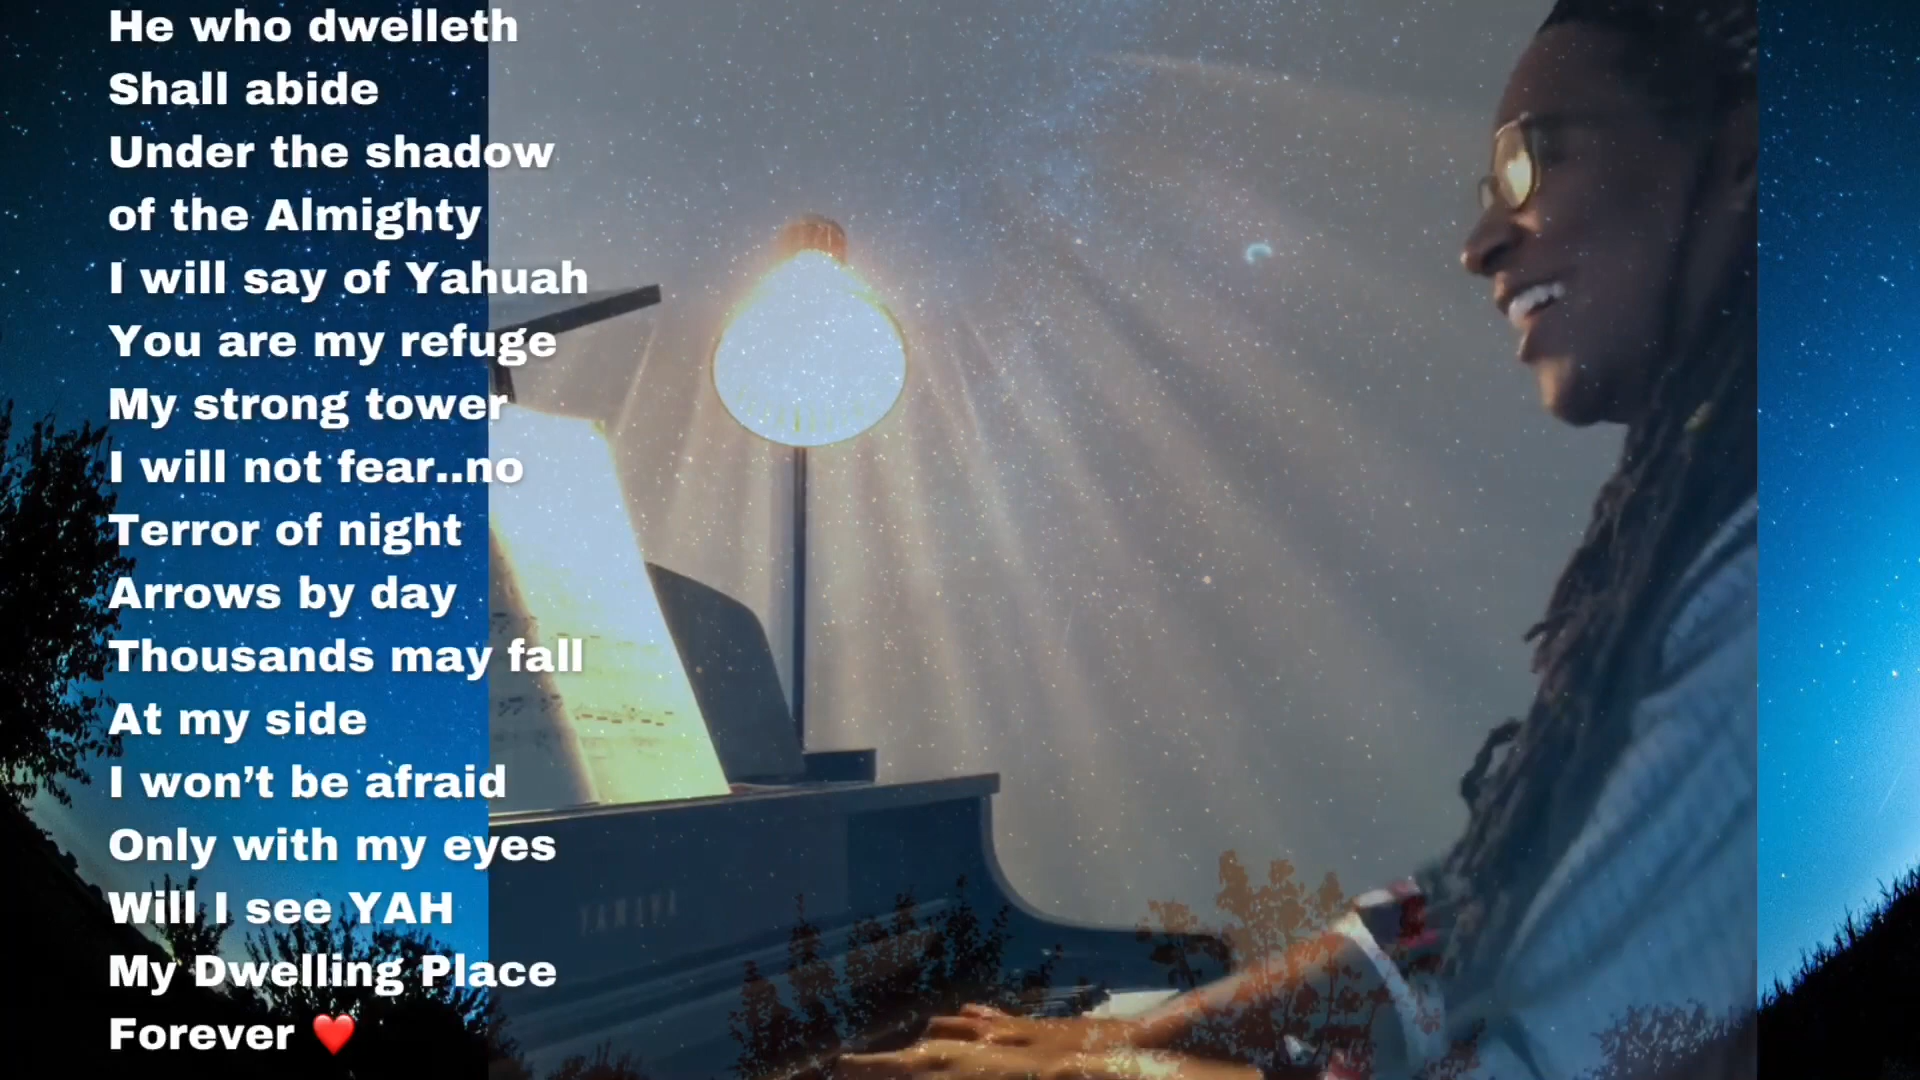 He who dwelleth
Shall abide
Under the shadow
of the Almighty
I will say of Yahuah
You are my refuge
My strong tower
I will not fear..no
Terror of night
Arrows by day
Thousands may fall
At my side
I won’t be afraid
Only with my eyes
Will I see YAH
My Dwelling Place
Forever ❤️
YAMAHA